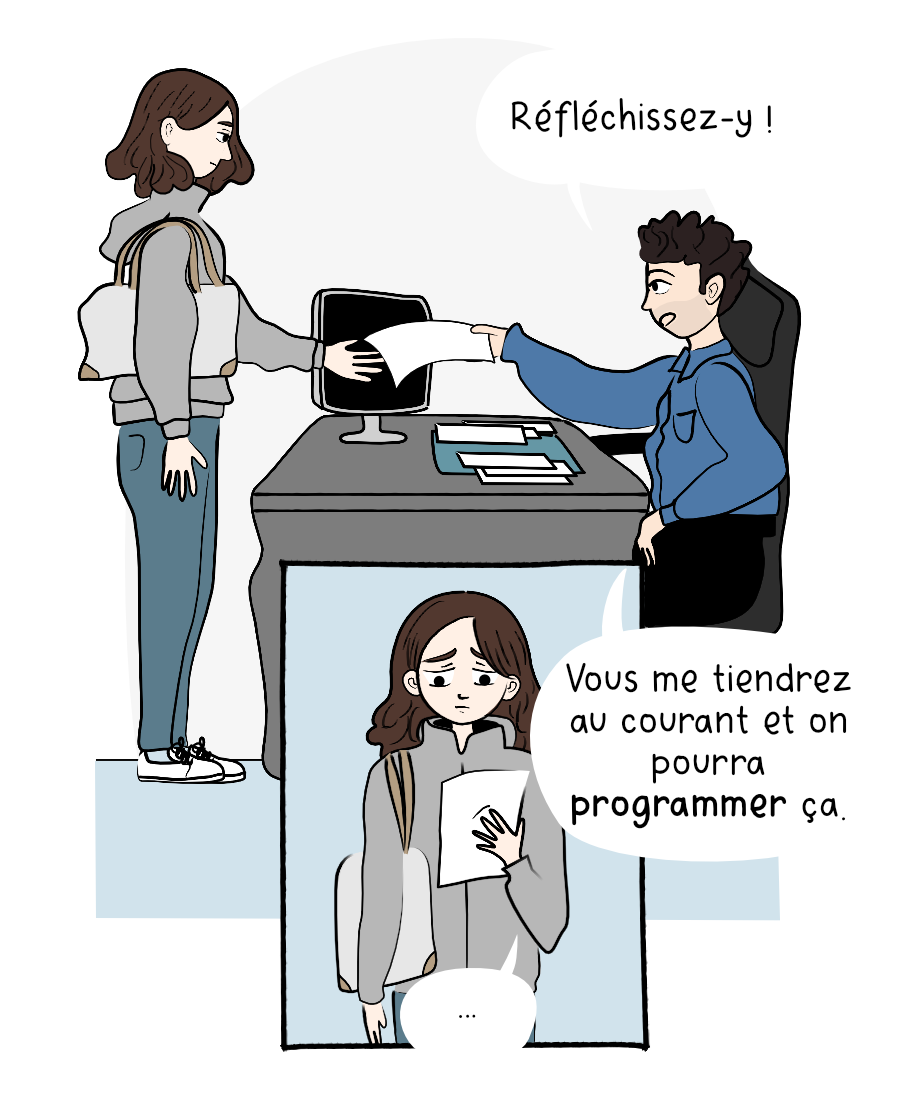 Réfléchissez-y !
Vous me tiendrez
au courant et on
pourra
programmer ça.
...